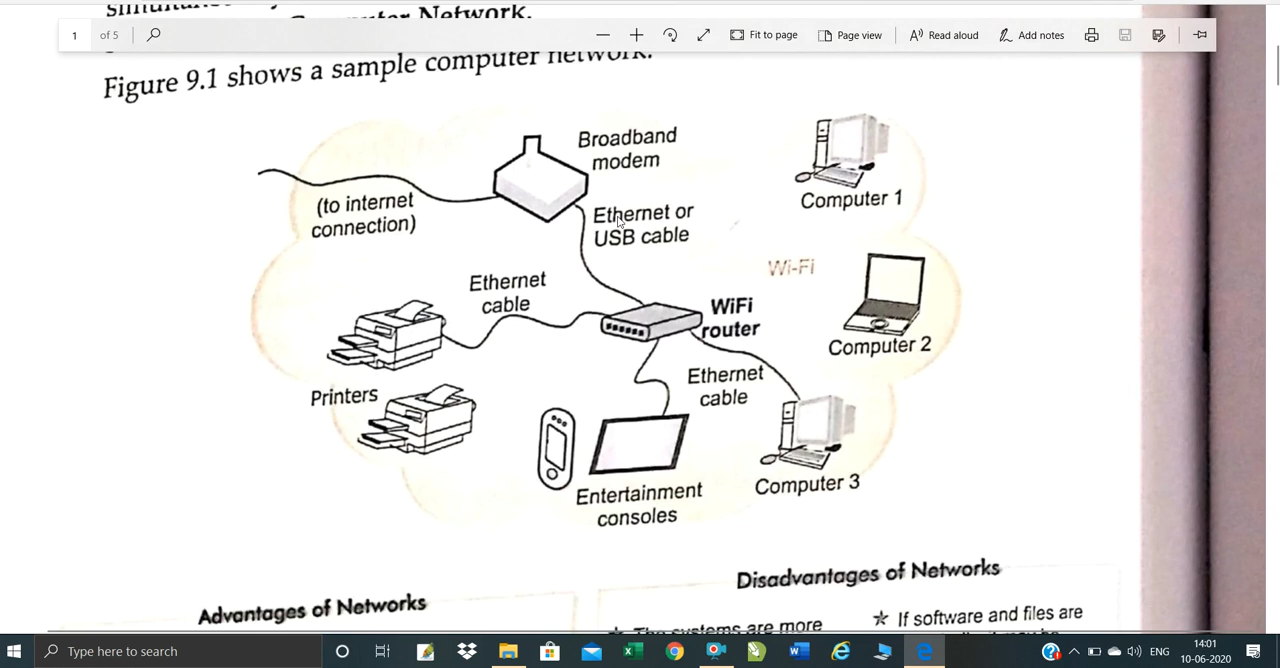 1 of 5
Fit to page
Page view
Read aloud
Add notes
Computer Network.
Figure 9.1 shows a sample computer network.
Broadband
modem
(to internet
connection)
Ethernet or
USB cable
Computer 1
Wi-Fi
Ethernet
cable
WiFi
router
Computer 2
Printers
Ethernet
cable
Entertainment
consoles
Computer 3
Advantages of Networks
Disadvantages of Networks
The systems are more
★ If software and files are
Type here to search
ENG
14:01
10-06-2020